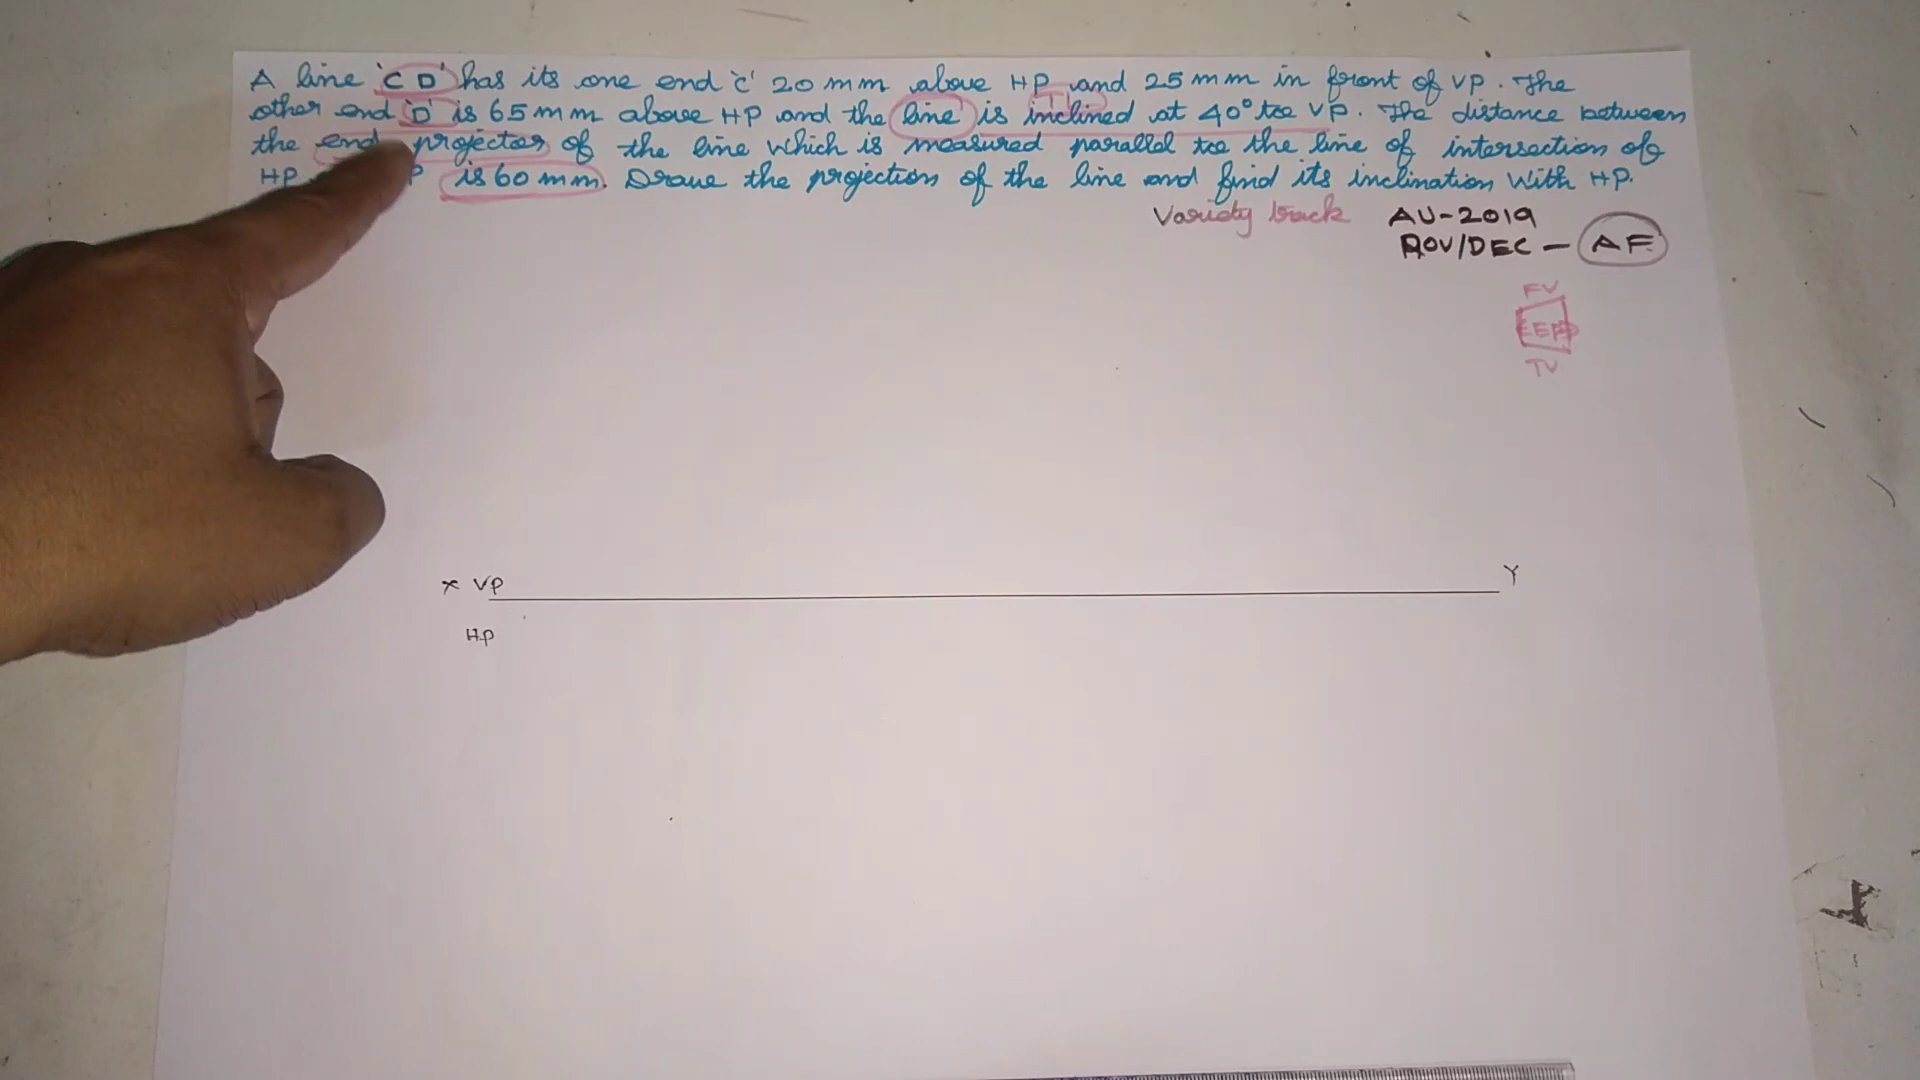 A line 'CD' has its one end 'c' 20 mm above HP and 25 mm in front of VP. The
other end 'D' is 65 mm above HP and the line is inclined at 40° too VP. The distance between
the end projector of the line which is measured parallel too the line of intersection of
HP P is 60 mm. Draw the projection of the line and find its inclination with HP.
Variety track AU-2019
NOV/DEC - AF
FV
EP
TV
X VP Y
HP